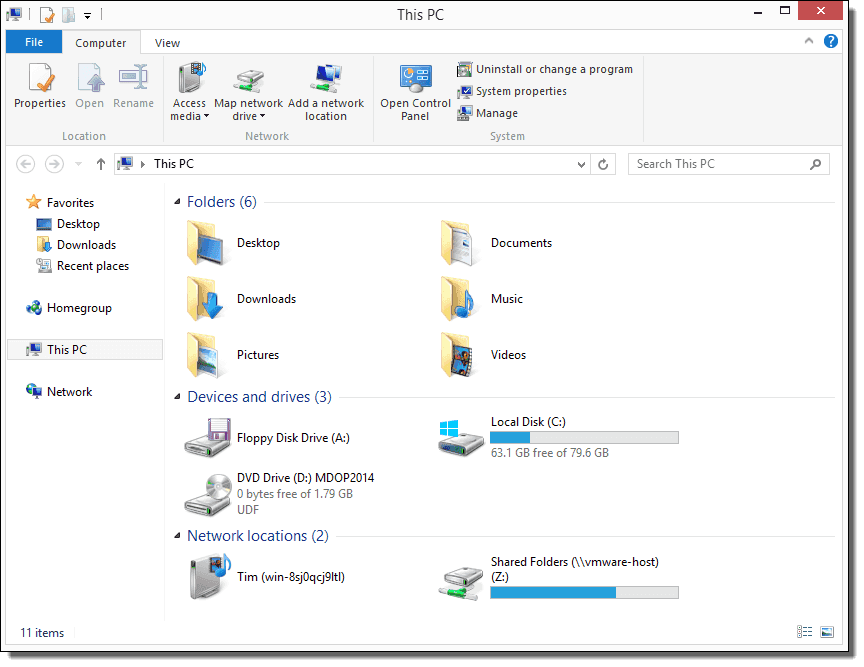 This PC
File
Computer
View
Properties
Open
Rename
Access media
Map network drive
Add a network location
Open Control Panel
Uninstall or change a program
System properties
Manage
Location
Network
System
This PC
Search This PC
Favorites
Desktop
Downloads
Recent places
Homegroup
This PC
Network
Folders (6)
Desktop
Documents
Downloads
Music
Pictures
Videos
Devices and drives (3)
Floppy Disk Drive (A:)
Local Disk (C:)
63.1 GB free of 79.6 GB
DVD Drive (D:) MDOP2014
0 bytes free of 1.79 GB
UDF
Network locations (2)
Tim (win-8sj0qcj9ltl)
Shared Folders (\\vmware-host)
(Z:)
11 items